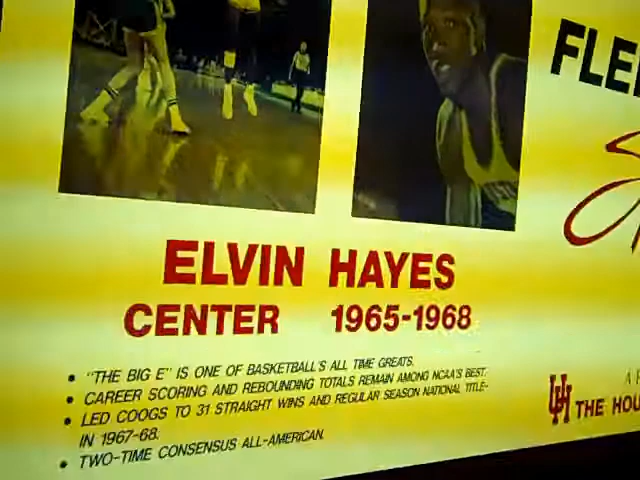 FLE
ELVIN HAYES
CENTER 1965-1968
• "THE BIG E" IS ONE OF BASKETBALL'S ALL TIME GREATS.
• CAREER SCORING AND REBOUNDING TOTALS REMAIN AMONG NCAA'S BEST.
• LED COOGS TO 31 STRAIGHT WINS AND REGULAR SEASON NATIONAL TITLE-
IN 1967-68.
• TWO-TIME CONSENSUS ALL-AMERICAN.
UH THE HOU